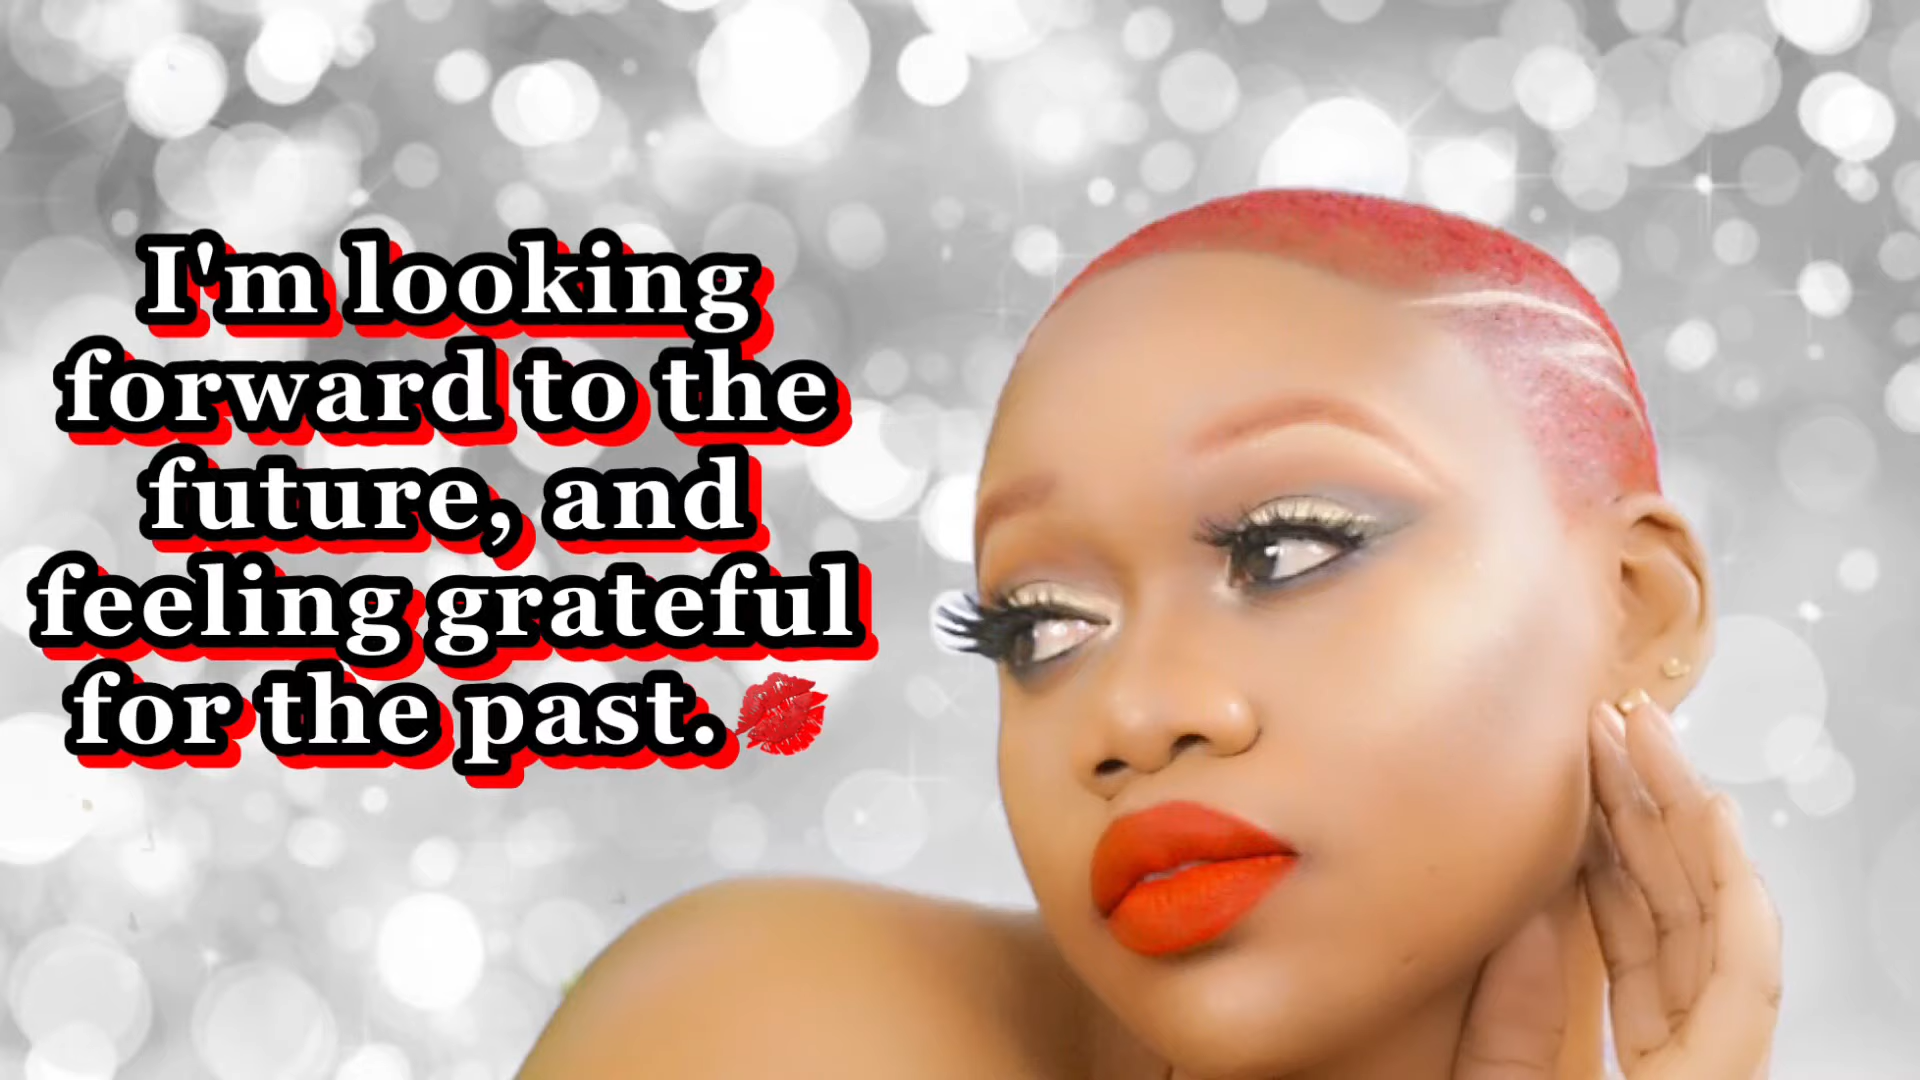 I'm looking
forward to the
future, and
feeling grateful
for the past.💋